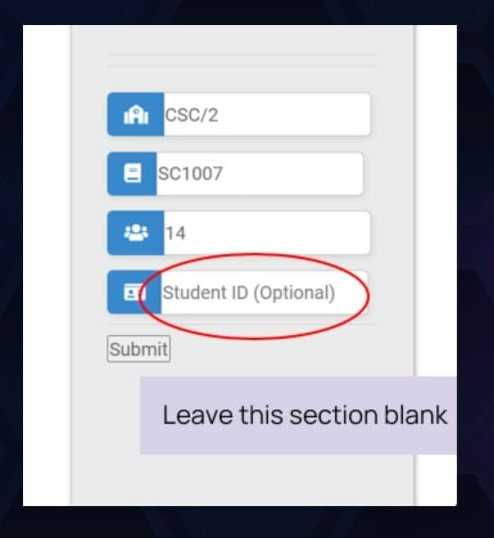 CSC/2
SC1007
14
Student ID (Optional)
Submit
Leave this section blank